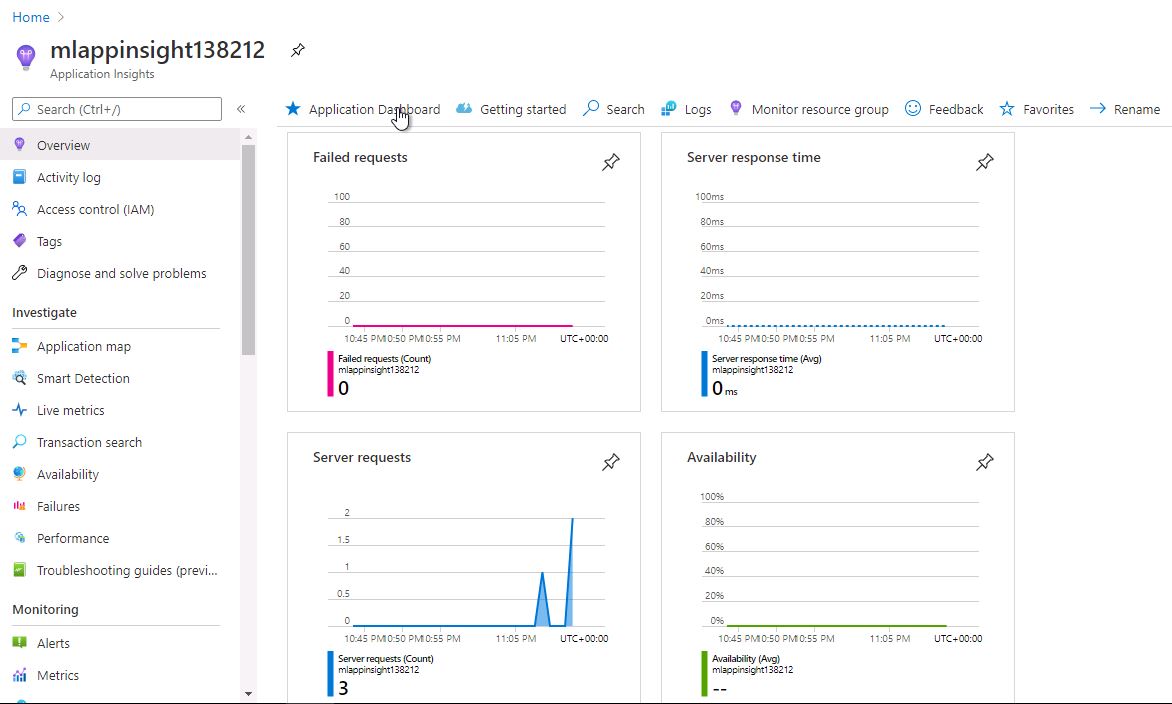 Home
mlappinsight138212
Application Insights
Search (Ctrl+/)
«
Application Dashboard Getting started Search Logs Monitor resource group Feedback Favorites Rename
Overview
Activity log
Access control (IAM)
Tags
Diagnose and solve problems
Investigate
Application map
Smart Detection
Live metrics
Transaction search
Availability
Failures
Performance
Troubleshooting guides (previ...
Monitoring
Alerts
Metrics
Failed requests
100
80
60
40
20
0
10:45 PM 10:50 PM 10:55 PM 11:05 PM UTC+00:00
Failed requests (Count)
mlappinsight138212
0
Server response time
100ms
80ms
60ms
40ms
20ms
0ms
10:45 PM 10:50 PM 10:55 PM 11:05 PM UTC+00:00
Server response time (Avg)
mlappinsight138212
0 ms
Server requests
2
1.5
1
0.5
0
10:45 PM 10:50 PM 10:55 PM 11:05 PM UTC+00:00
Server requests (Count)
mlappinsight138212
3
Availability
100%
80%
60%
40%
20%
0%
10:45 PM 10:50 PM 10:55 PM 11:05 PM UTC+00:00
Availability (Avg)
mlappinsight138212
--